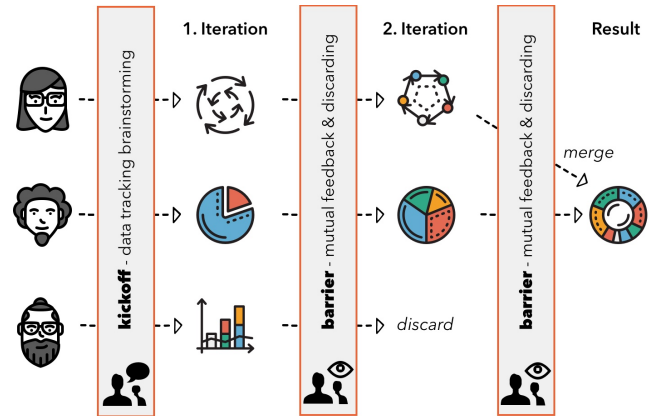 1. Iteration
2. Iteration
Result
kickoff - data tracking brainstorming
barrier - mutual feedback & discarding
barrier - mutual feedback & discarding
merge
discard